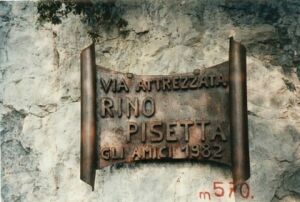 VIA ATTREZZATA
RINO
PISETTA
GLI AMICI 1982
m 570.